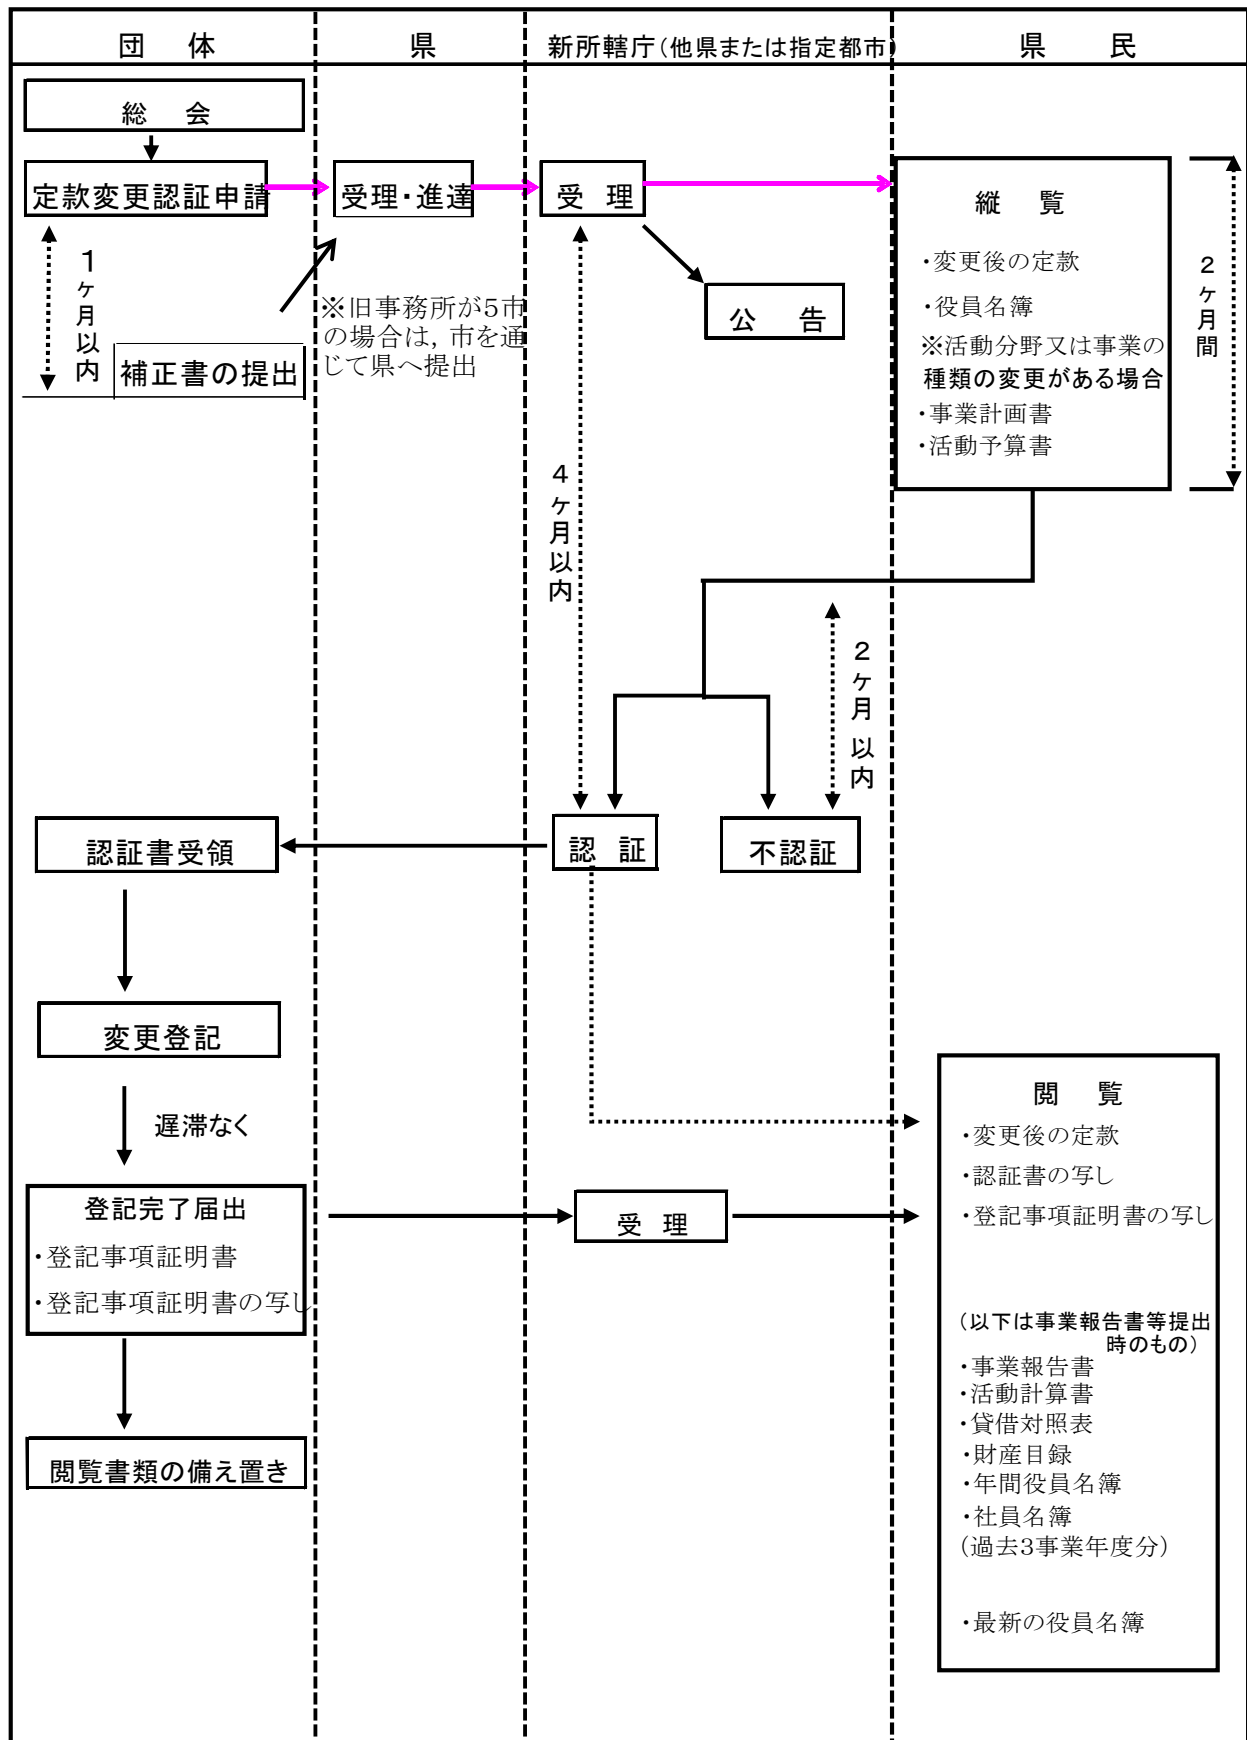 団　体
県
新所轄庁(他県または指定都市)
県　民
総　会
定款変更認証申請
受理・進達
受 理
縦　覧
・変更後の定款
・役員名簿
※活動分野又は事業の
種類の変更がある場合
・事業計画書
・活動予算書
２ヶ月間
公　告
１ヶ月以内
補正書の提出
※旧事務所が5市
の場合は, 市を通
じて県へ提出
４ヶ月以内
２ヶ月 以内
認 証
不認証
認証書受領
変更登記
遅滞なく
登記完了届出
・登記事項証明書
・登記事項証明書の写し
受 理
閲覧書類の備え置き
閲　覧
・変更後の定款
・認証書の写し
・登記事項証明書の写し
(以下は事業報告書等提出
時のもの)
・事業報告書
・活動計算書
・貸借対照表
・財産目録
・年間役員名簿
・社員名簿
(過去3事業年度分)
・最新の役員名簿